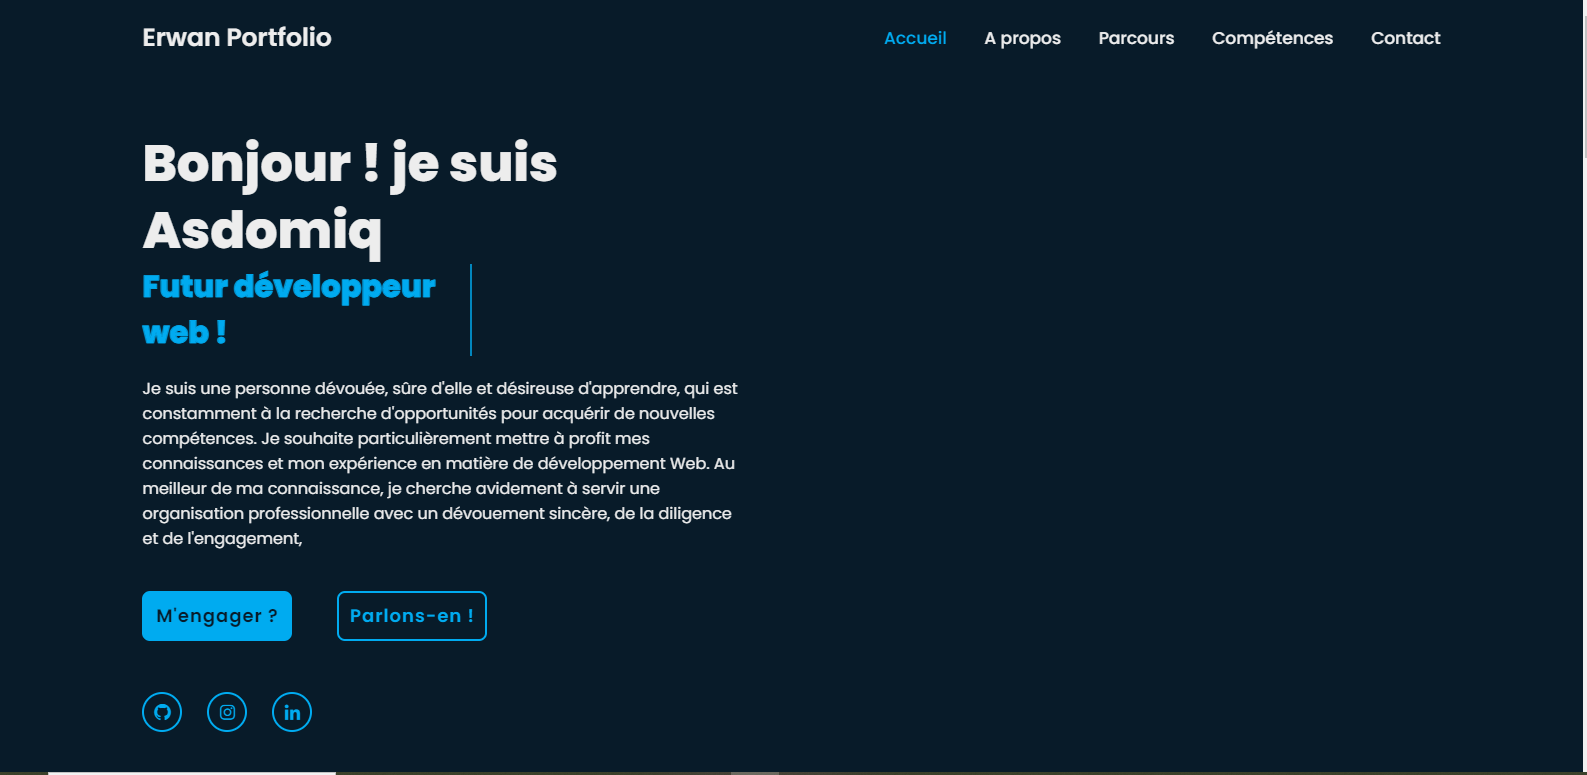 Erwan Portfolio
Accueil A propos Parcours Compétences Contact
Bonjour ! je suis
Asdomiq
Futur développeur
web !
Je suis une personne dévouée, sûre d'elle et désireuse d'apprendre, qui est
constamment à la recherche d'opportunités pour acquérir de nouvelles
compétences. Je souhaite particulièrement mettre à profit mes
connaissances et mon expérience en matière de développement Web. Au
meilleur de ma connaissance, je cherche avidement à servir une
organisation professionnelle avec un dévouement sincère, de la diligence
et de l'engagement,
M'engager ? Parlons-en !
in